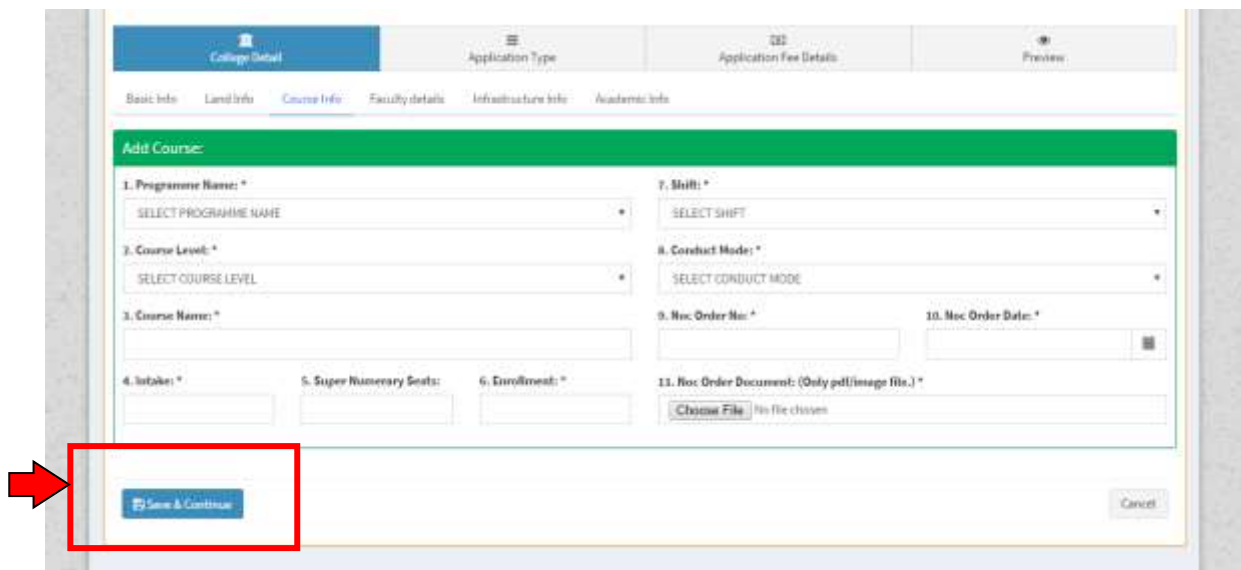 College Detail
Application Type
Application Fee Details
Preview
Basic Info Land Info Course Info Faculty details Infrastructure Info Academic Info
Add Course:
1. Programme Name: *
SELECT PROGRAMME NAME
7. Shift: *
SELECT SHIFT
2. Course Level: *
SELECT COURSE LEVEL
8. Conduct Mode: *
SELECT CONDUCT MODE
3. Course Name: *
9. Noc Order No: *
10. Noc Order Date: *
4. Intake: *
5. Super Numerary Seats:
6. Enrollment: *
11. Noc Order Document: (Only pdf/image file.) *
Choose File No file chosen
Save & Continue
Cancel